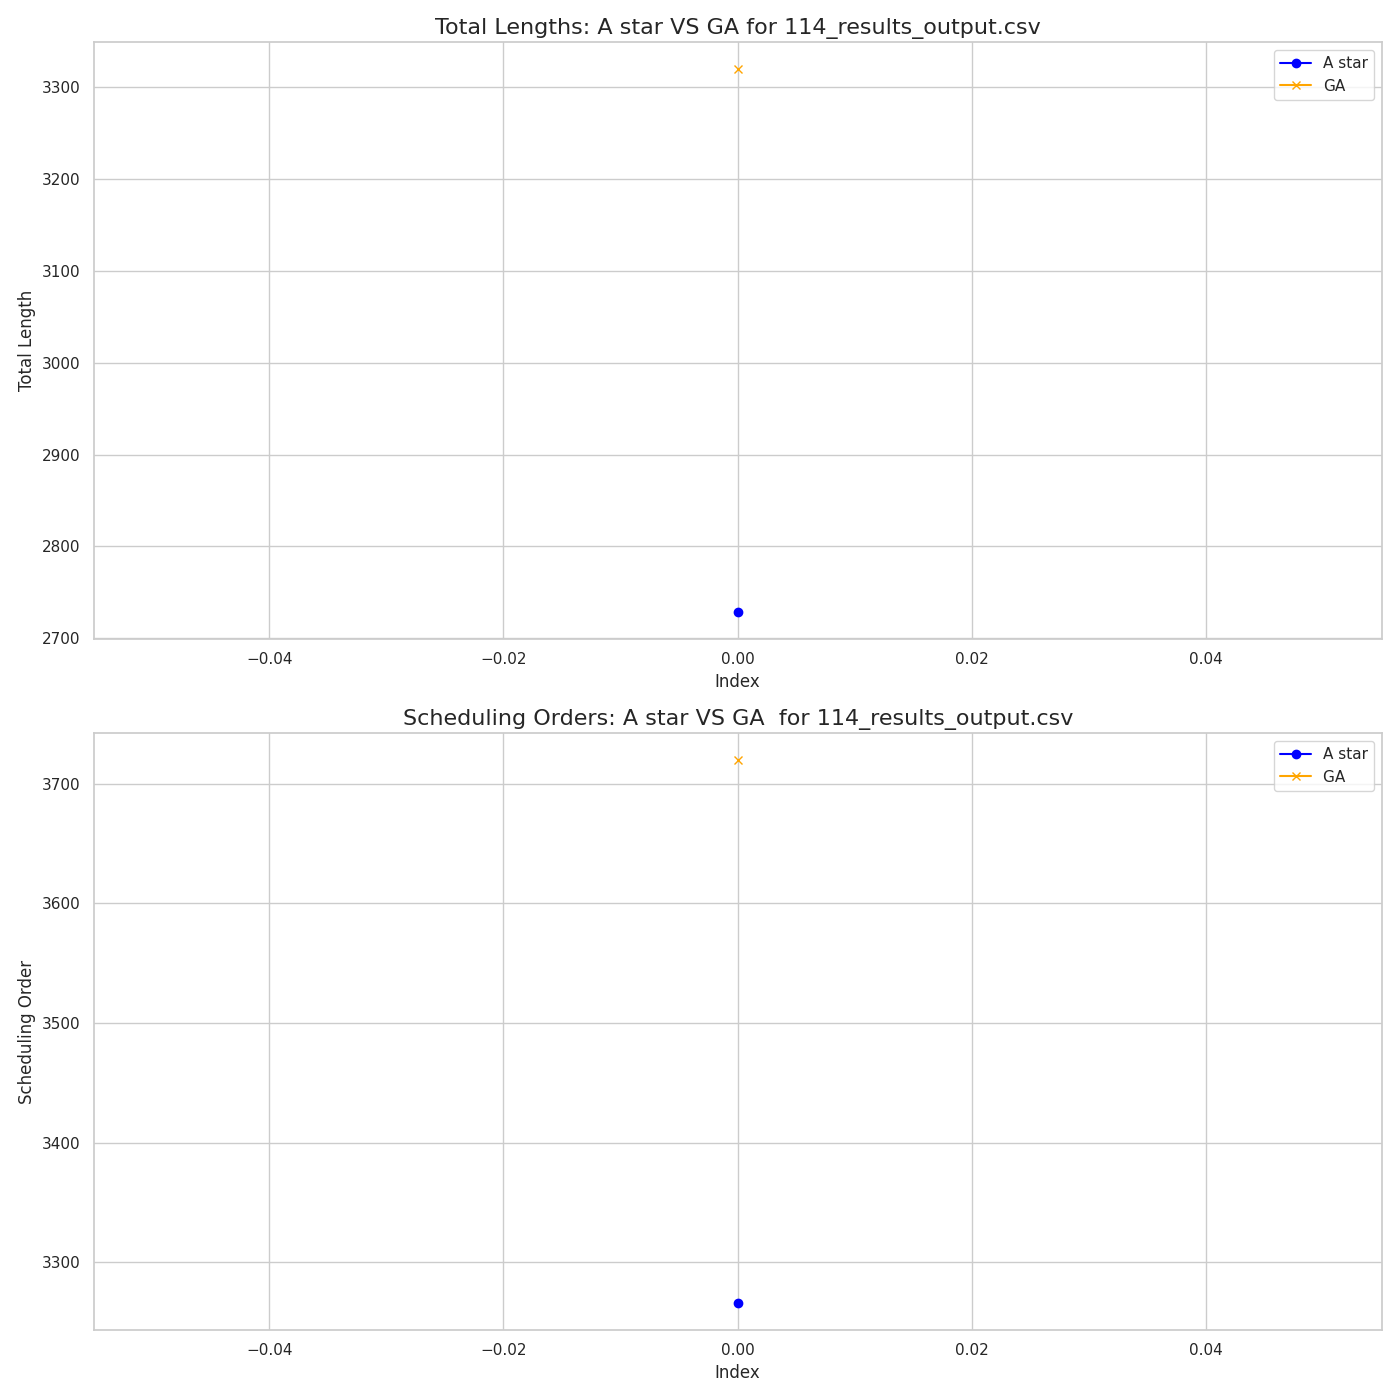 Total Lengths: A star VS GA for 114_results_output.csv
A star
GA
3300
3200
3100
3000
2900
2800
2700
Total Length
−0.04
−0.02
0.00
0.02
0.04
Index
Scheduling Orders: A star VS GA  for 114_results_output.csv
A star
GA
3700
3600
3500
3400
3300
Scheduling Order
−0.04
−0.02
0.00
0.02
0.04
Index